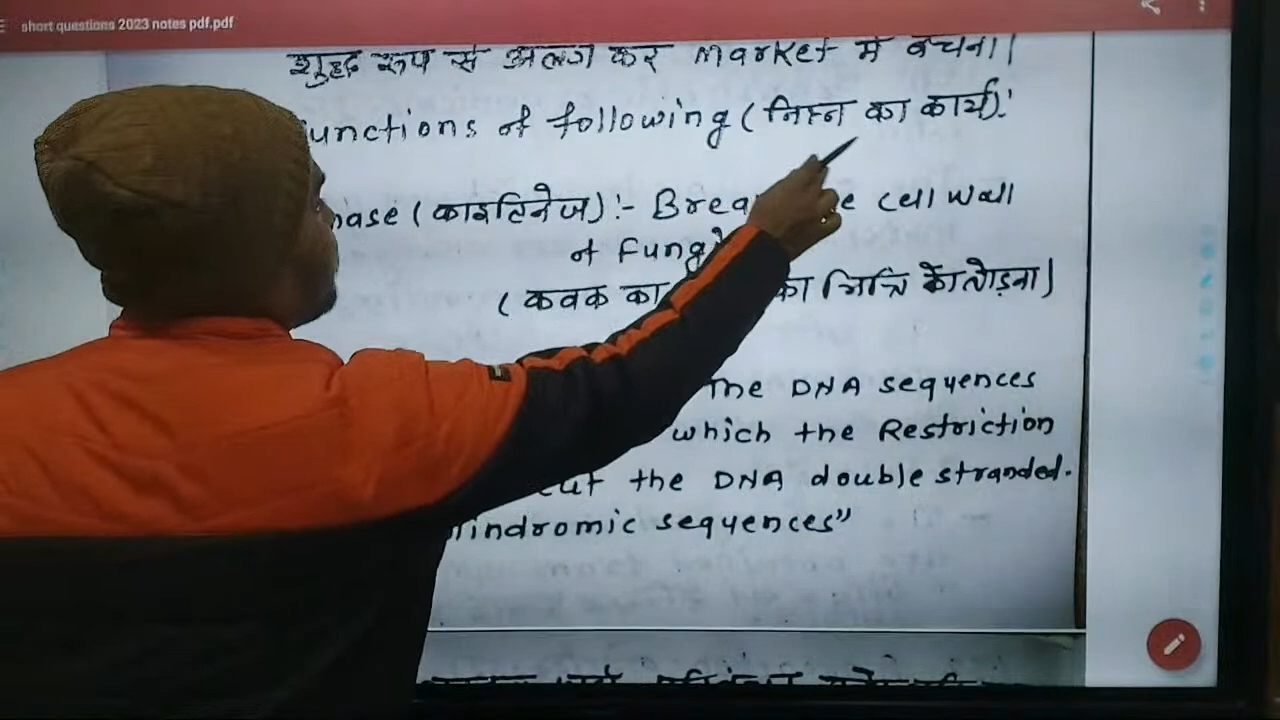 short questions 2023 notes pdf.pdf
शुद्ध रूप से अलग कर market में बेचना।
unctions of following (निम्न का कार्य):
nase (काइटिनेज):- Brea e cell wall
of Fungi
(कवक का का भित्ति को तोड़ना)
The DNA sequences
which the Restriction
cut the DNA double stranded.
lindromic sequences"